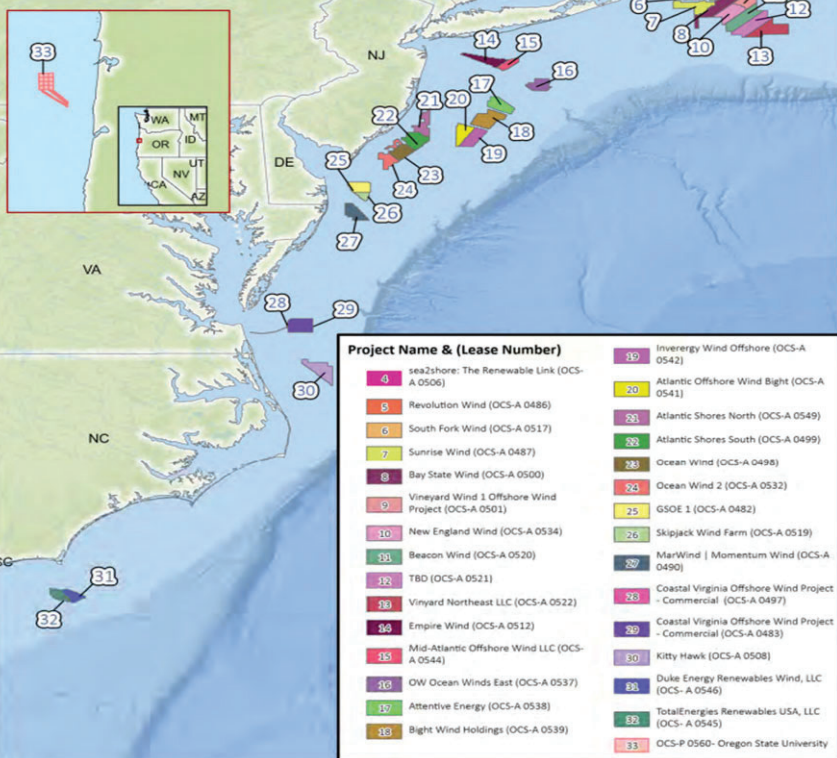 6
7
8
10
12
13
33
WA
MT
OR
ID
NV
UT
CA
AZ
NJ
14
15
16
17
18
19
20
21
22
23
24
DE
25
26
27
VA
28
29
30
NC
31
32
Project Name & (Lease Number)
4 sea2shore: The Renewable Link (OCS-
A 0506)
5 Revolution Wind (OCS-A 0486)
6 South Fork Wind (OCS-A 0517)
7 Sunrise Wind (OCS-A 0487)
8 Bay State Wind (OCS-A 0500)
9 Vineyard Wind 1 Offshore Wind
Project (OCS-A 0501)
10 New England Wind (OCS-A 0534)
11 Beacon Wind (OCS-A 0520)
12 TBD (OCS-A 0521)
13 Vinyard Northeast LLC (OCS-A 0522)
14 Empire Wind (OCS-A 0512)
15 Mid-Atlantic Offshore Wind LLC (OCS-
A 0544)
16 OW Ocean Winds East (OCS-A 0537)
17 Attentive Energy (OCS-A 0538)
18 Bight Wind Holdings (OCS-A 0539)
19 Inverergy Wind Offshore (OCS-A
0542)
20 Atlantic Offshore Wind Bight (OCS-A
0541)
21 Atlantic Shores North (OCS-A 0549)
22 Atlantic Shores South (OCS-A 0499)
23 Ocean Wind (OCS-A 0498)
24 Ocean Wind 2 (OCS-A 0532)
25 GSOE 1 (OCS-A 0482)
26 Skipjack Wind Farm (OCS-A 0519)
27 MarWind | Momentum Wind (OCS-A
0490)
28 Coastal Virginia Offshore Wind Project
- Commercial (OCS-A 0497)
29 Coastal Virginia Offshore Wind Project
- Commercial (OCS-A 0483)
30 Kitty Hawk (OCS-A 0508)
31 Duke Energy Renewables Wind, LLC
(OCS- A 0546)
32 TotalEnergies Renewables USA, LLC
(OCS- A 0545)
33 OCS-P 0560- Oregon State University